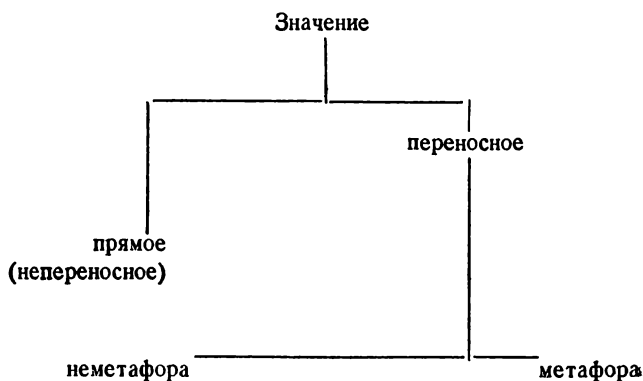 Значение
переносное
прямое
(непереносное)
неметафора
метафора